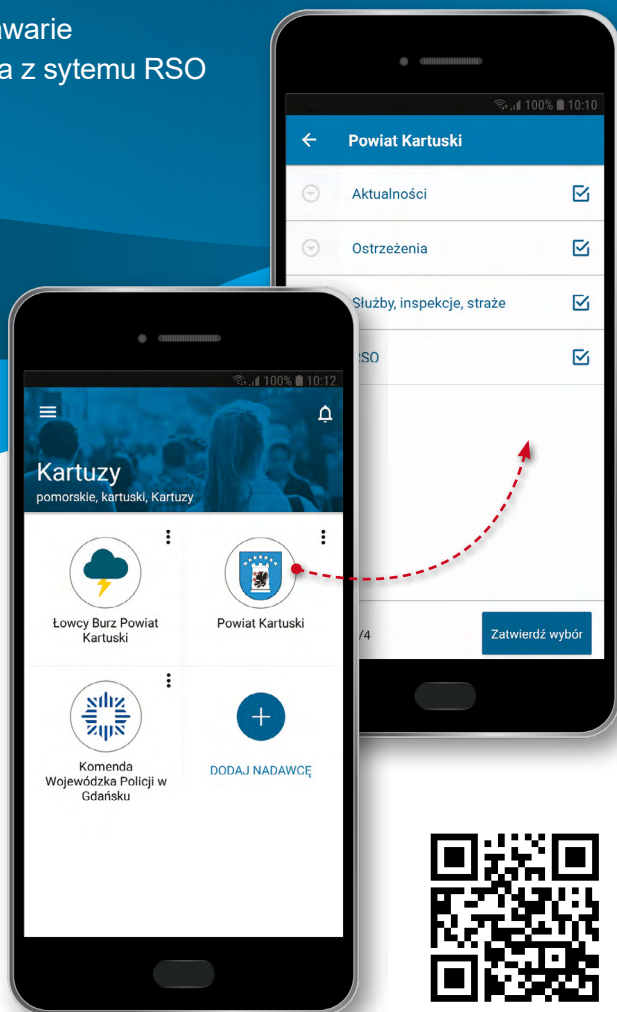 awarie
a z sytemu RSO
100% 10:10
Powiat Kartuski
Aktualności
Ostrzeżenia
Służby, inspekcje, straże
RSO
/4
Zatwierdź wybór
100% 10:12
Kartuzy
pomorskie, kartuski, Kartuzy
Łowcy Burz Powiat
Kartuski
Powiat Kartuski
Komenda
Wojewódzka Policji w
Gdańsku
DODAJ NADAWCĘ